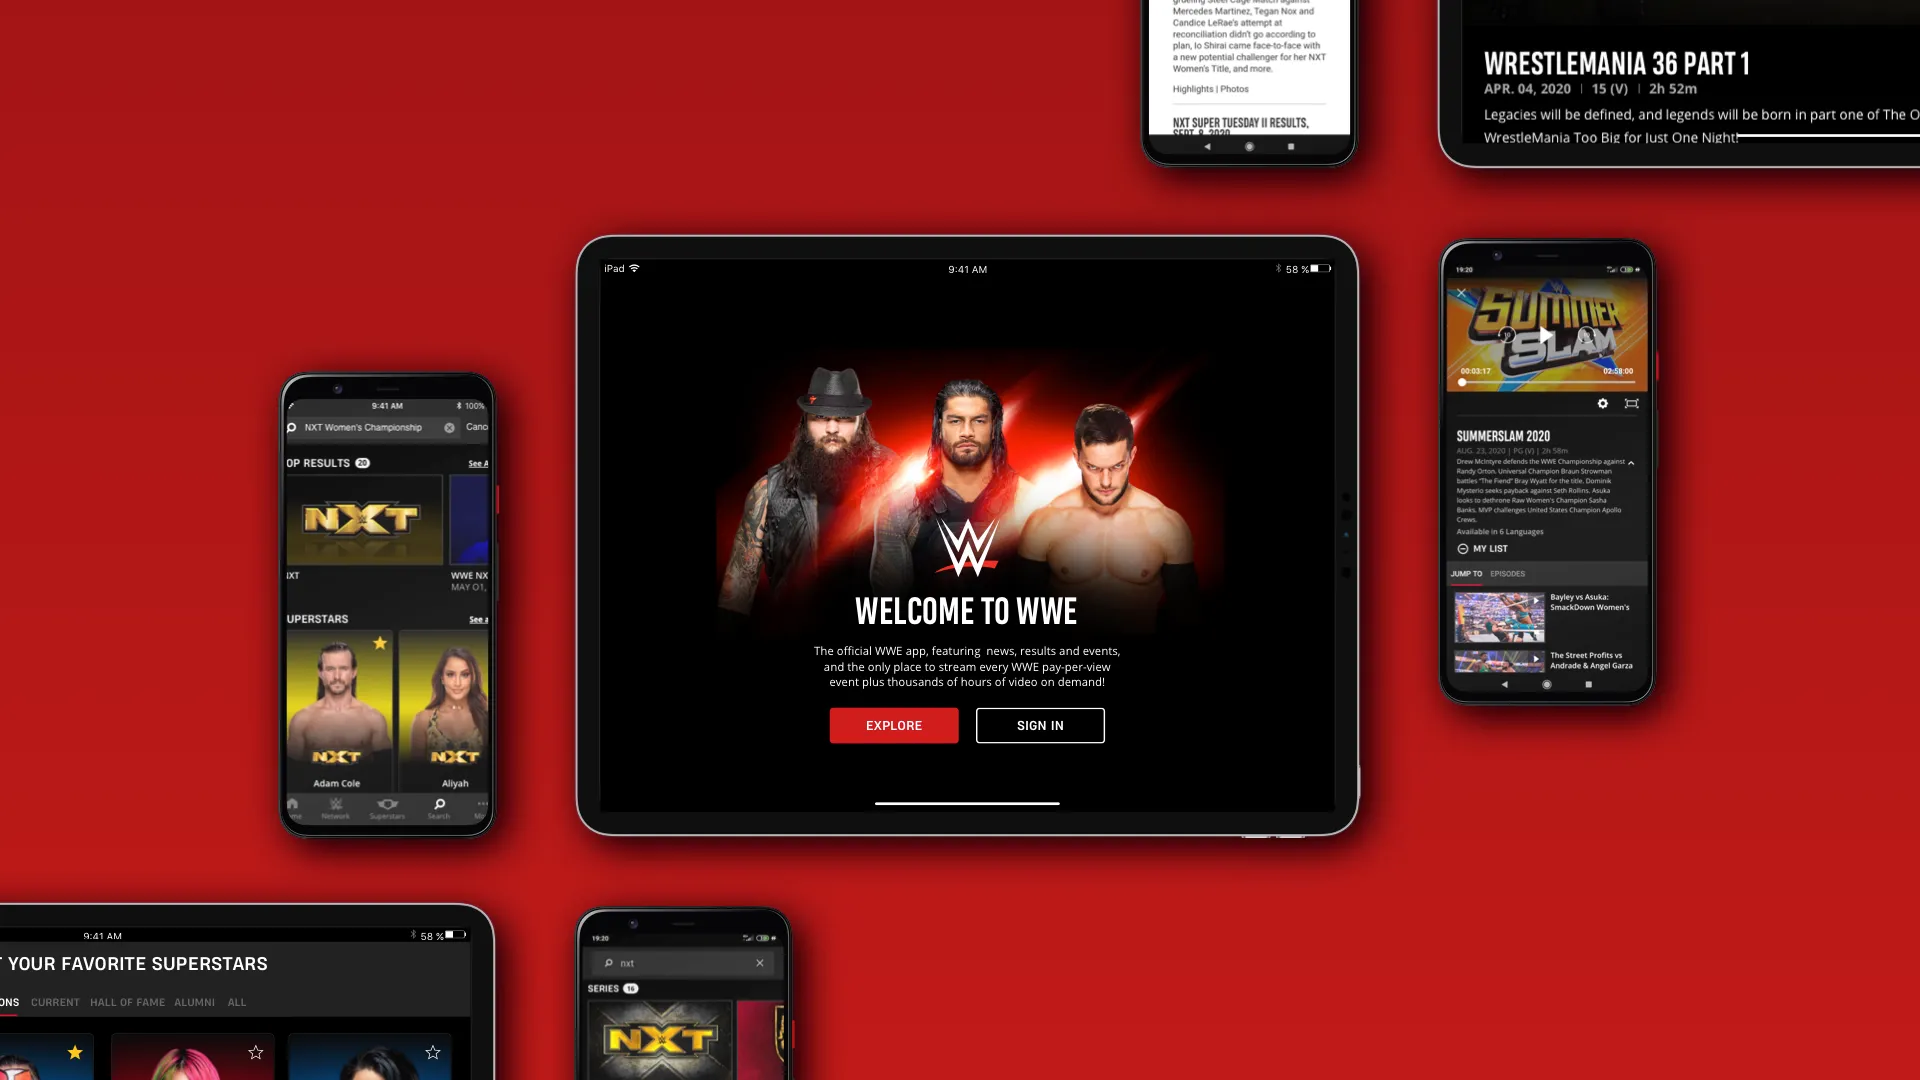 Mercedes Martinez, Tegan Nox and
Candice LeRae's attempt at
reconciliation didn't go according to
plan, Io Shirai came face-to-face with
a new potential challenger for her NXT
Women's Title, and more.
Highlights | Photos
NXT SUPER TUESDAY II RESULTS,
SEPT. 8, 2020
WRESTLEMANIA 36 PART 1
APR. 04, 2020 | 15 (V) | 2h 52m
Legacies will be defined, and legends will be born in part one of The O
WrestleMania Too Big for Just One Night!
9:41 AM
100%
NXT Women's Championship
Canc
OP RESULTS 20
See A
NXT
IXT
WWE NX
MAY 01,
UPERSTARS
See a
NXT
NXT
Adam Cole
Aliyah
me
Network
Superstars
Search
iPad
9:41 AM
58 %
W
WELCOME TO WWE
The official WWE app, featuring news, results and events,
and the only place to stream every WWE pay-per-view
event plus thousands of hours of video on demand!
EXPLORE
SIGN IN
19:20
SUMMER
SLAM
10
00:03:17
02:58:00
SUMMERSLAM 2020
AUG. 23, 2020 | PG (V) | 2h 58m
Drew McIntyre defends the WWE Championship against
Randy Orton. Universal Champion Braun Strowman
battles "The Fiend" Bray Wyatt for the title. Dominik
Mysterio seeks payback against Seth Rollins. Asuka
looks to dethrone Raw Women's Champion Sasha
Banks. MVP challenges United States Champion Apollo
Crews.
Available in 6 Languages
MY LIST
JUMP TO
EPISODES
Bayley vs Asuka:
SmackDown Women's
The Street Profits vs
Andrade & Angel Garza
9:41 AM
58 %
T YOUR FAVORITE SUPERSTARS
ONS
CURRENT
HALL OF FAME
ALUMNI
ALL
19:20
nxt
SERIES 16
NXT